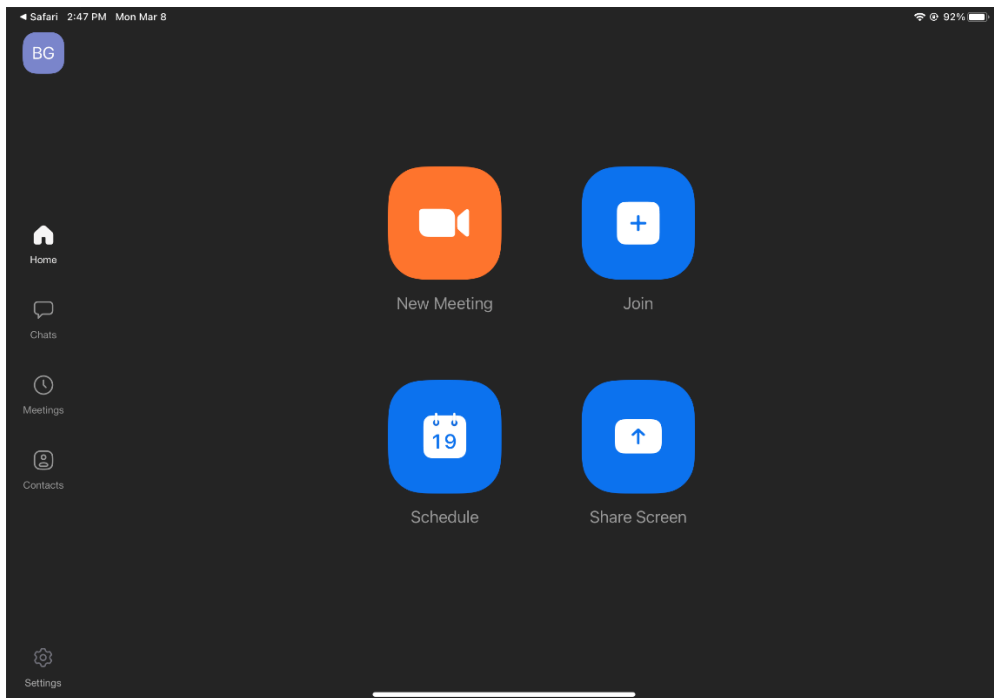 ◀ Safari 2:47 PM Mon Mar 8 92%
BG
Home
Chats
Meetings
Contacts
Settings
New Meeting
Join
19
Schedule
Share Screen